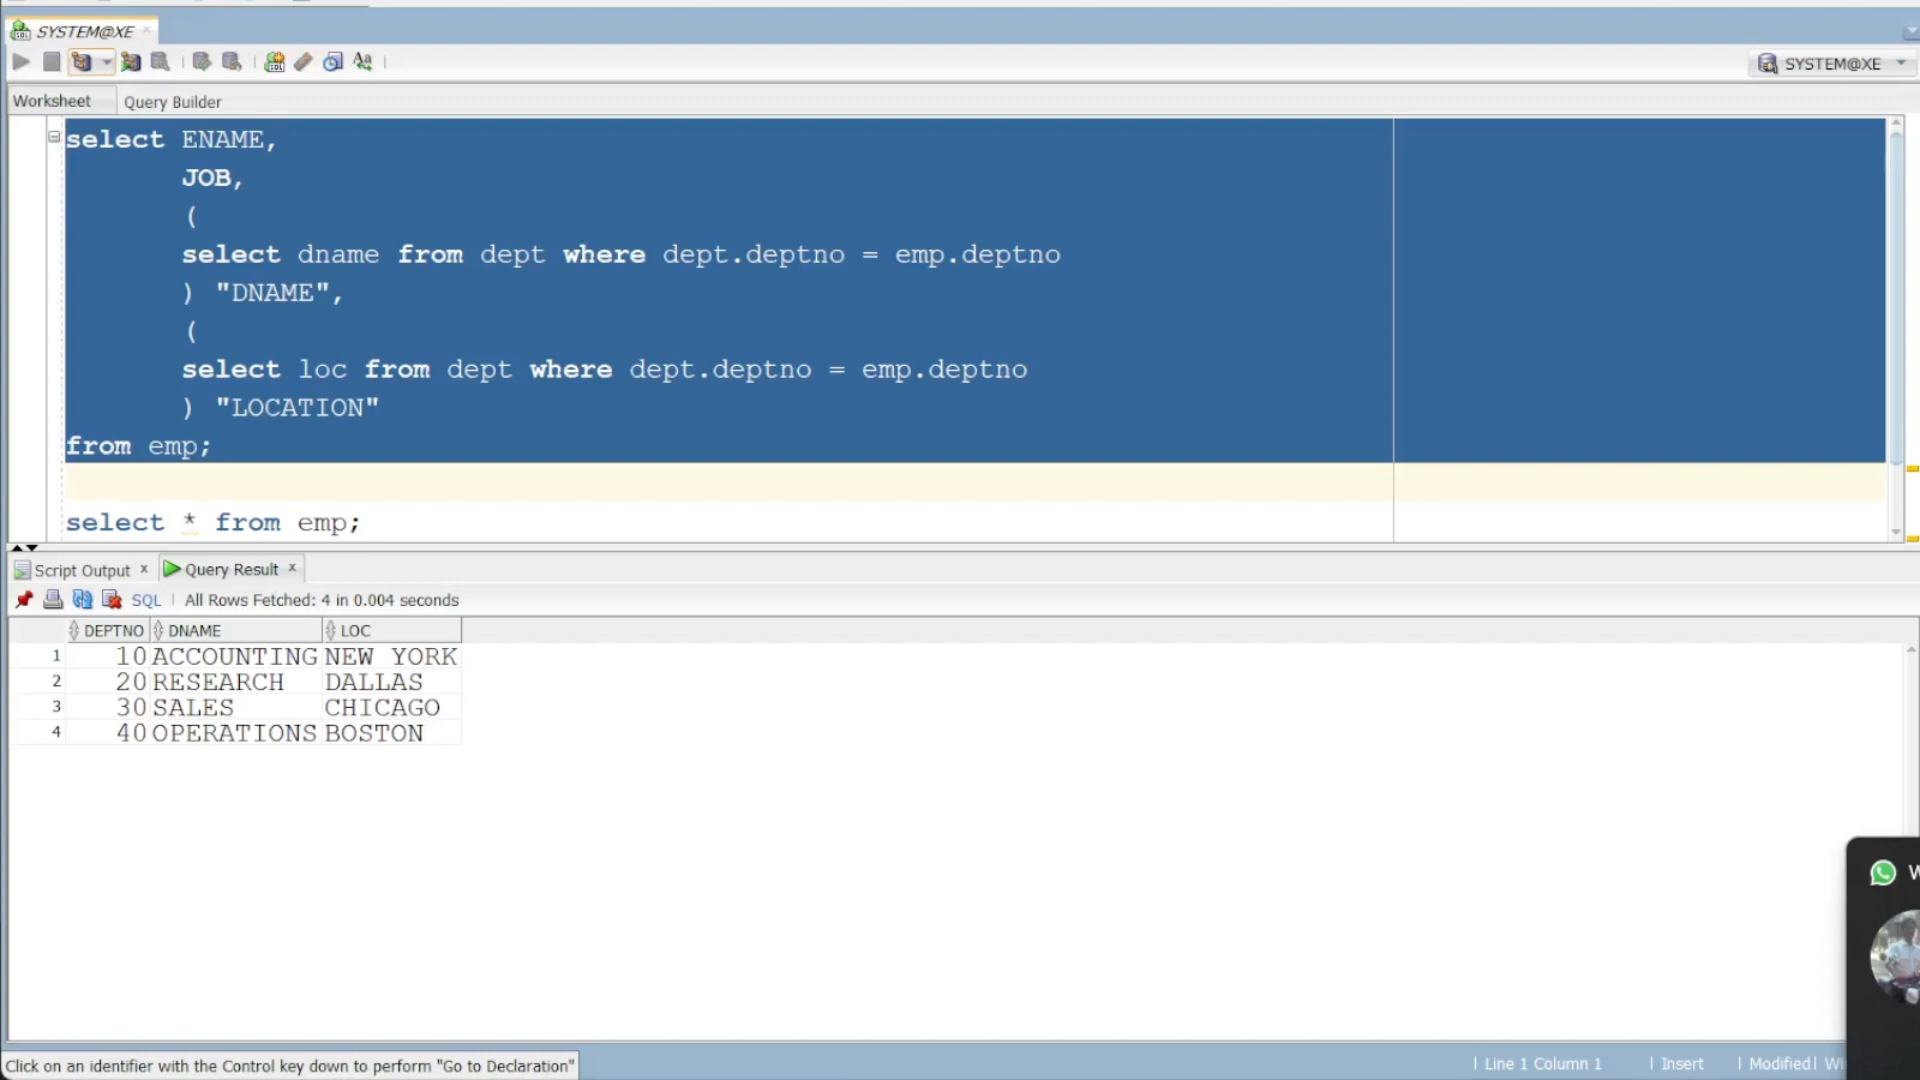 SYSTEM@XE
SYSTEM@XE
Worksheet Query Builder
select ENAME,
JOB,
(
select dname from dept where dept.deptno = emp.deptno
) "DNAME",
(
select loc from dept where dept.deptno = emp.deptno
) "LOCATION"
from emp;
select * from emp;
Script Output Query Result
SQL All Rows Fetched: 4 in 0.004 seconds
DEPTNO DNAME LOC
1 10 ACCOUNTING NEW YORK
2 20 RESEARCH DALLAS
3 30 SALES CHICAGO
4 40 OPERATIONS BOSTON
Click on an identifier with the Control key down to perform "Go to Declaration"
Line 1 Column 1 Insert Modified